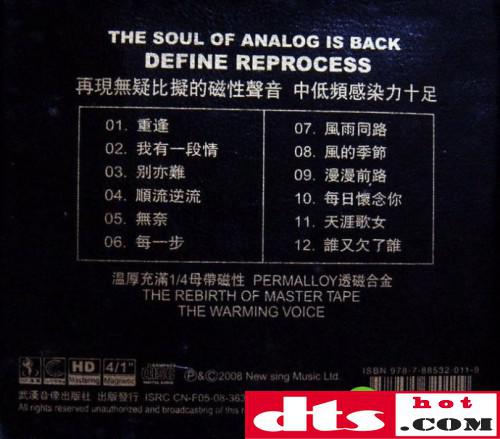 THE SOUL OF ANALOG IS BACK
DEFINE REPROCESS
再現無疑比擬的磁性聲音 中低頻感染力十足
01. 重逢
02. 我有一段情
03. 別亦難
04. 順流逆流
05. 無奈
06. 每一步
07. 風雨同路
08. 風的季節
09. 漫漫前路
10. 每日懷念你
11. 天涯歌女
12. 誰又欠了誰
溫厚充滿1/4母帶磁性 PERMALLOY透磁合金
THE REBIRTH OF MASTER TAPE
THE WARMING VOICE
HD Mastering
4/1" Magnetic
COMPACT disc DIGITAL AUDIO
℗&©2008 New sing Music Ltd.
ISBN 978-7-88532-011-9
武漢音像出版社 出版發行 ISRC CN-F05-08-363
All rights reserved unauthorized and broadcasting of this
dts hot .com